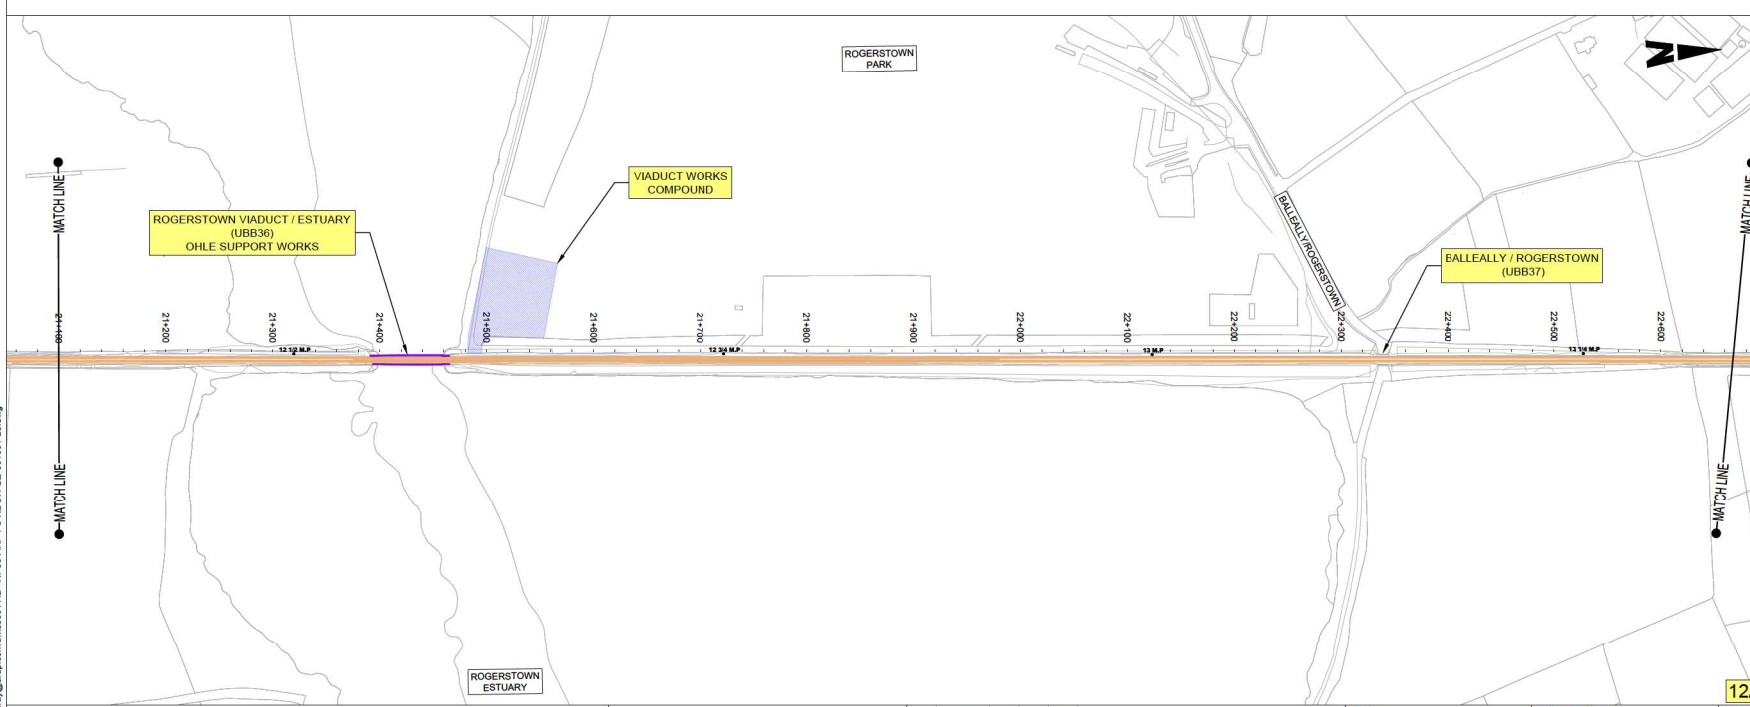 ROGERSTOWN
PARK
N
VIADUCT WORKS
COMPOUND
MATCH LINE
MATCH LINE
ROGERSTOWN VIADUCT / ESTUARY
(UBB36)
OHLE SUPPORT WORKS
BALLEALLY/ROGERSTOWN
BALLEALLY / ROGERSTOWN
(UBB37)
21+100
21+200
21+300
21+400
21+500
21+600
21+700
21+800
21+900
22+000
22+100
22+200
22+300
22+400
22+500
22+600
12 1/2 M.P
12 3/4 M.P
13 M.P
13 1/4 M.P
MATCH LINE
MATCH LINE
ROGERSTOWN
ESTUARY
12